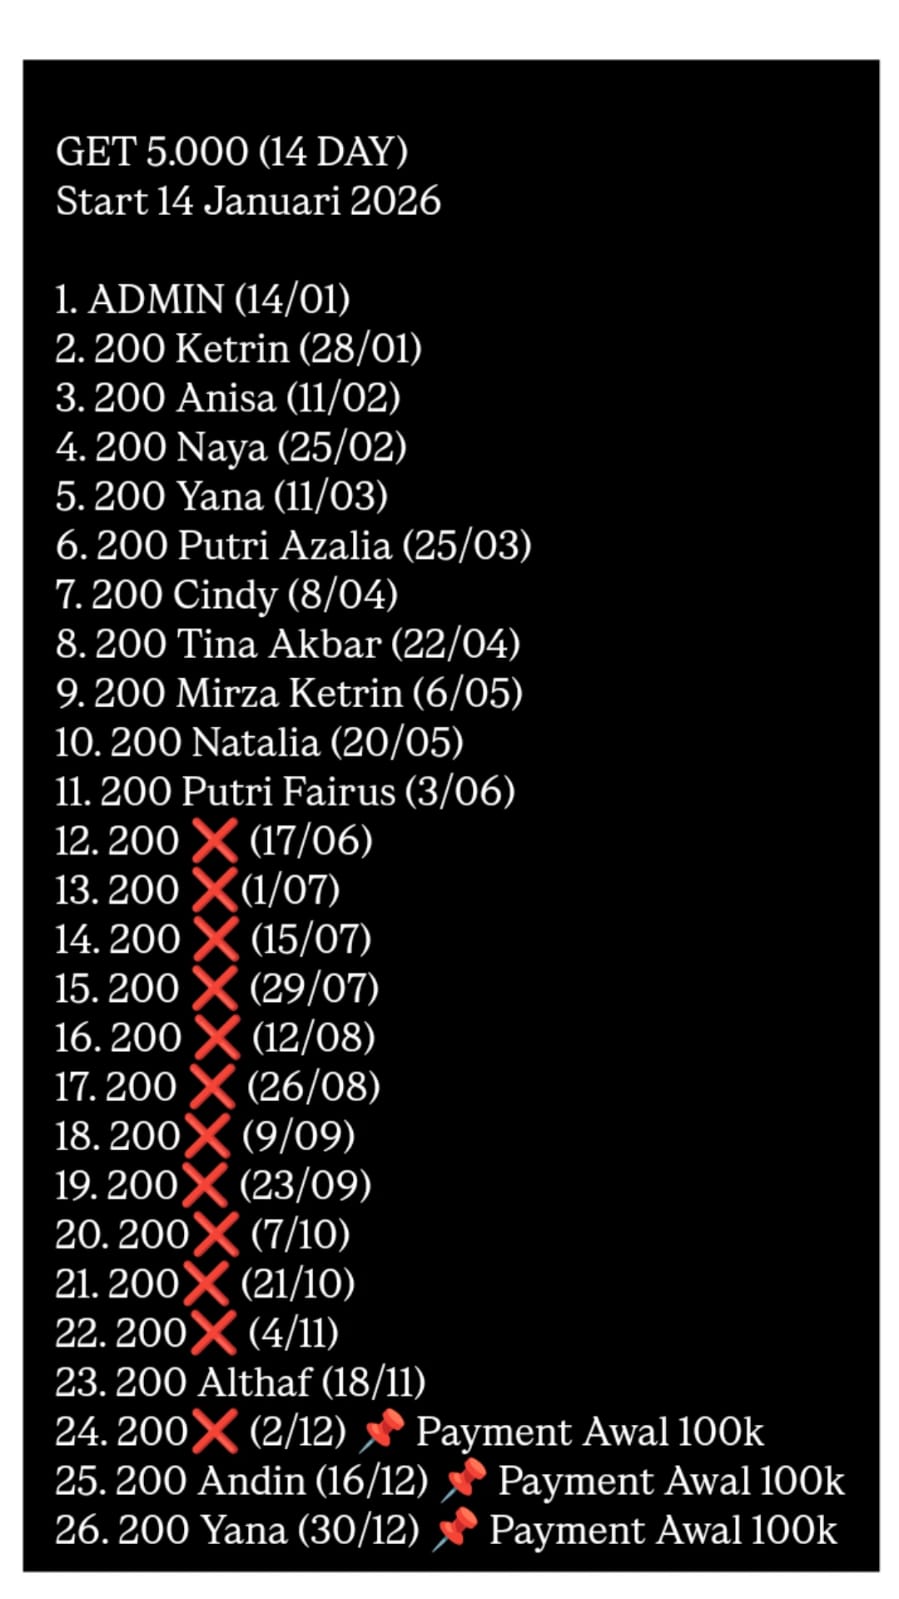 GET 5.000 (14 DAY)
Start 14 Januari 2026
1. ADMIN (14/01)
2. 200 Ketrin (28/01)
3. 200 Anisa (11/02)
4. 200 Naya (25/02)
5. 200 Yana (11/03)
6. 200 Putri Azalia (25/03)
7. 200 Cindy (8/04)
8. 200 Tina Akbar (22/04)
9. 200 Mirza Ketrin (6/05)
10. 200 Natalia (20/05)
11. 200 Putri Fairus (3/06)
12. 200 ❌ (17/06)
13. 200 ❌(1/07)
14. 200 ❌ (15/07)
15. 200 ❌ (29/07)
16. 200 ❌ (12/08)
17. 200 ❌ (26/08)
18. 200❌ (9/09)
19. 200❌ (23/09)
20. 200❌ (7/10)
21. 200❌ (21/10)
22. 200❌ (4/11)
23. 200 Althaf (18/11)
24. 200❌ (2/12) 📌 Payment Awal 100k
25. 200 Andin (16/12) 📌 Payment Awal 100k
26. 200 Yana (30/12) 📌 Payment Awal 100k